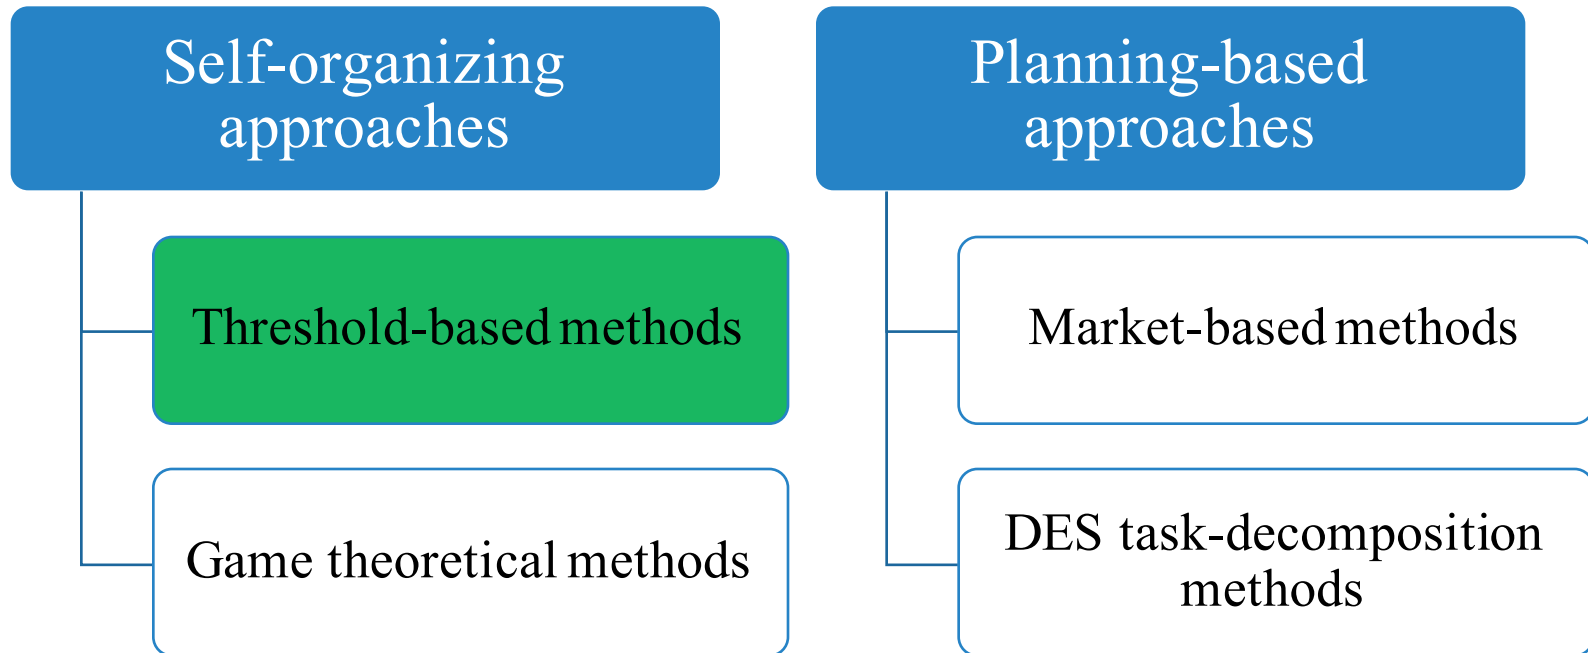 Self-organizing
approaches
Threshold-based methods
Game theoretical methods
Planning-based
approaches
Market-based methods
DES task-decomposition
methods